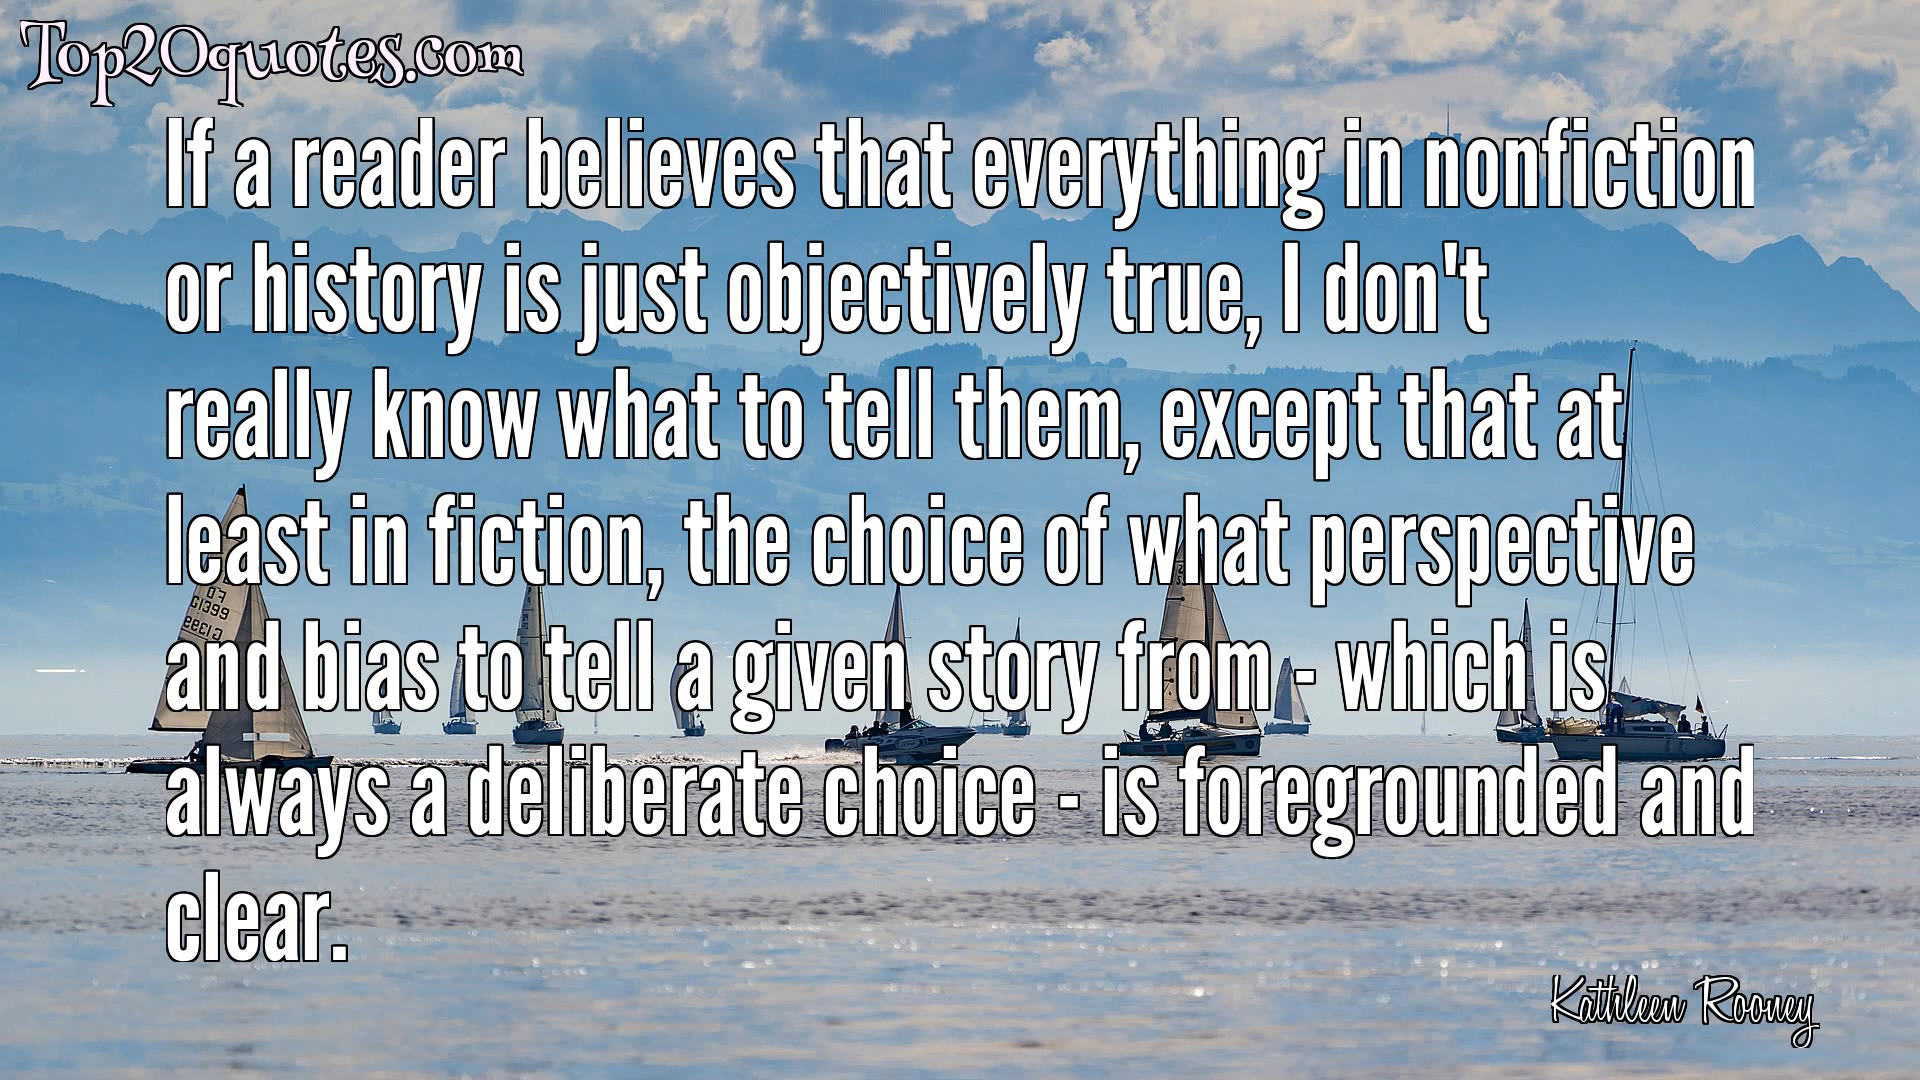 Top20quotes.com
If a reader believes that everything in nonfiction
or history is just objectively true, I don't
really know what to tell them, except that at
least in fiction, the choice of what perspective
and bias to tell a given story from - which is
always a deliberate choice - is foregrounded and
clear.
Kathleen Rooney